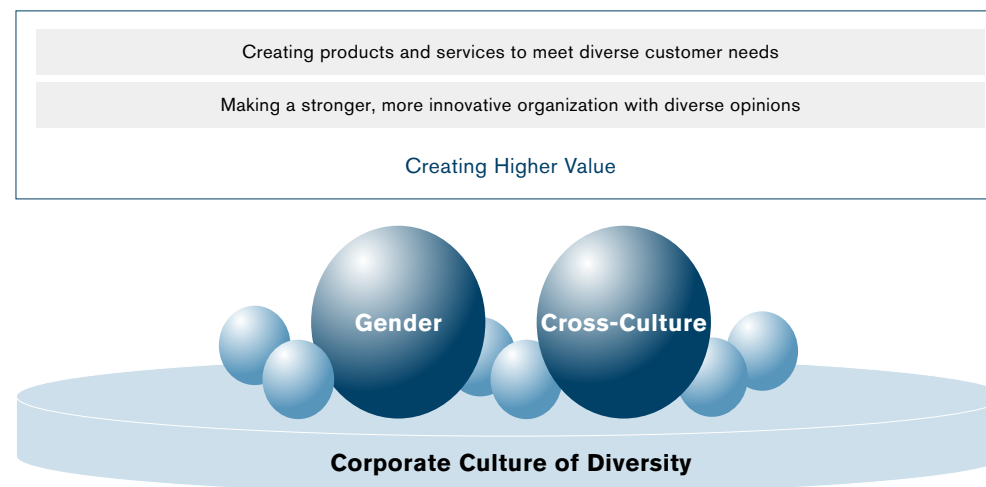 Creating products and services to meet diverse customer needs
Making a stronger, more innovative organization with diverse opinions
Creating Higher Value
Gender
Cross-Culture
Corporate Culture of Diversity